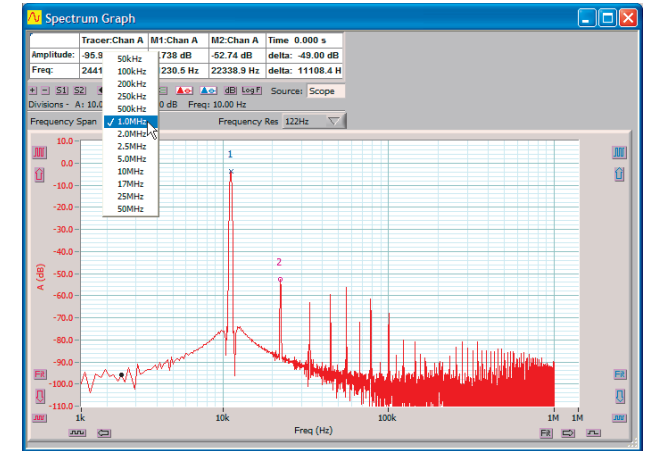 Spectrum Graph
Tracer:Chan A M1:Chan A M2:Chan A Time 0.000 s
Amplitude: -95.9 .738 dB -52.74 dB delta: -49.00 dB
Freq: 2441 230.5 Hz 22338.9 Hz delta: 11108.4 H
S1 S2 dB Log F Source: Scope
Divisions - A: 10.0 0 dB Freq: 10.00 Hz
Frequency Span Frequency Res 122Hz
50kHz
100kHz
200kHz
250kHz
500kHz
✓ 1.0MHz
2.0MHz
2.5MHz
5.0MHz
10MHz
17MHz
25MHz
50MHz
10.0
0.0
-10.0
-20.0
-30.0
-40.0
-50.0
-60.0
-70.0
-80.0
-90.0
-100.0
-110.0
A (dB)
1
2
Fit
Fit
1k 10k 100k 1M 1M
Freq (Hz)
Fit